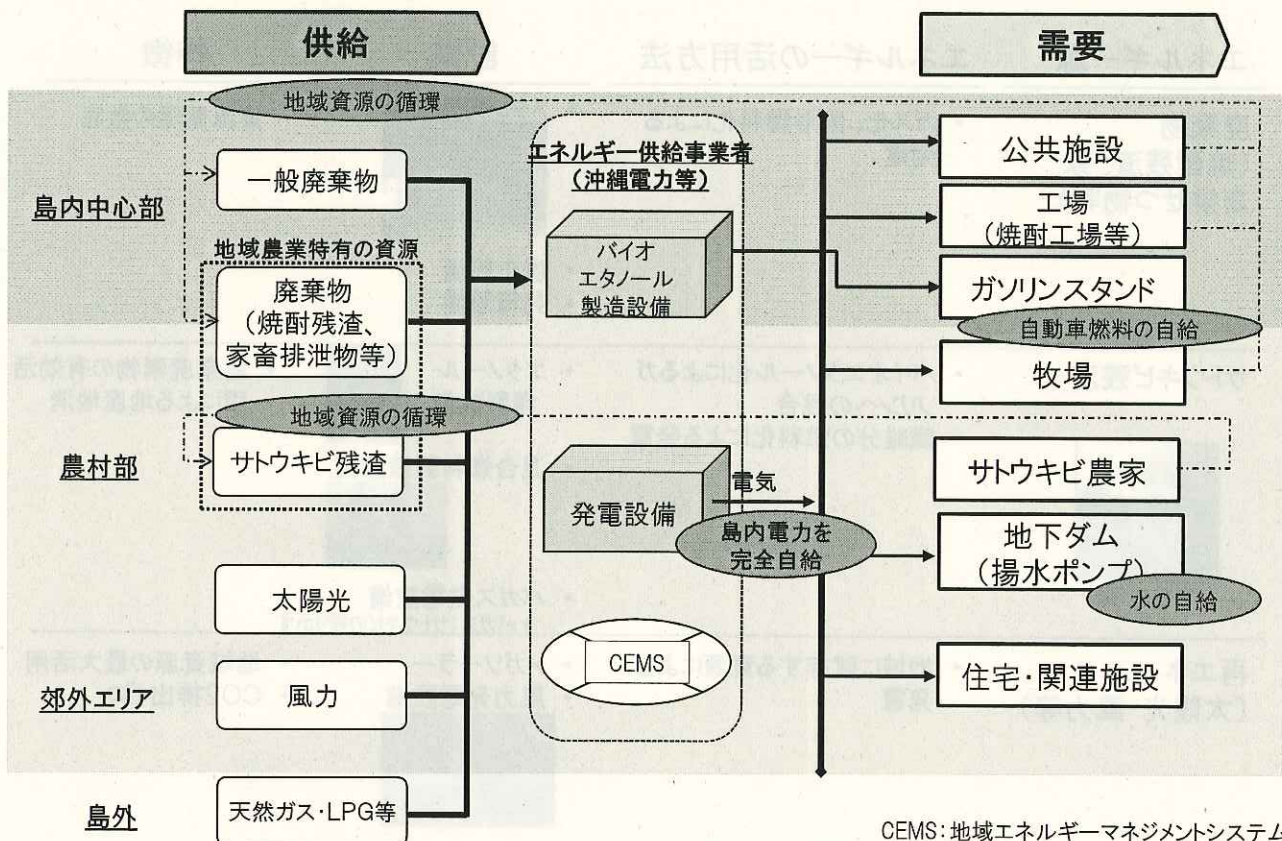 供給
需要
地域資源の循環
島内中心部
一般廃棄物
地域農業特有の資源
廃棄物
(焼酎残渣、
家畜排泄物等)
地域資源の循環
農村部
サトウキビ残渣
太陽光
郊外エリア
風力
島外
天然ガス・LPG等
エネルギー供給事業者
(沖縄電力等)
バイオ
エタノール
製造設備
発電設備
電気
島内電力を
完全自給
CEMS
公共施設
工場
(焼酎工場等)
ガソリンスタンド
自動車燃料の自給
牧場
サトウキビ農家
地下ダム
(揚水ポンプ)
水の自給
住宅・関連施設
CEMS:地域エネルギーマネジメントシステム